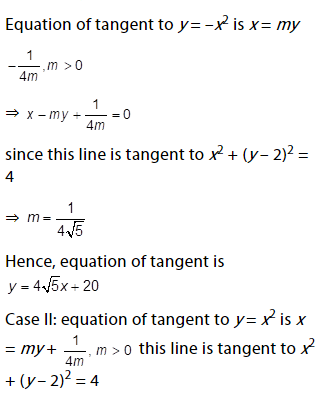 Equation of tangent to y= –x² is x= my
– 1/4m , m > 0
⇒ x – my + 1/4m = 0
since this line is tangent to x² + (y– 2)² =
4
⇒ m = 1/4√5
Hence, equation of tangent is
y = 4√5x + 20
Case II: equation of tangent to y= x² is x
= my+ 1/4m , m > 0 this line is tangent to x²
+ (y– 2)² = 4